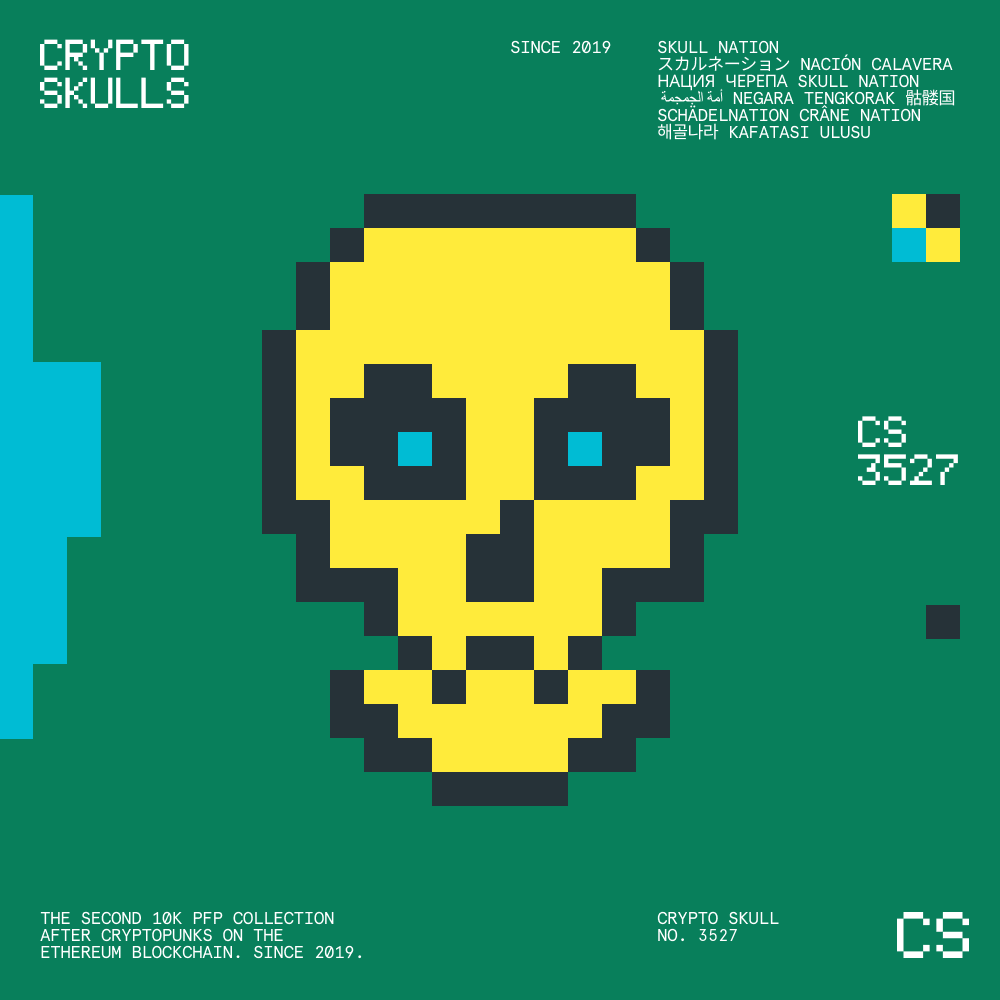 CRYPTO
SKULLS
SINCE 2019
SKULL NATION
スカルネーション NACIÓN CALAVERA
НАЦИЯ ЧЕРЕПА SKULL NATION
أمة الجمجمة NEGARA TENGKORAK 骷髅国
SCHÄDELNATION CRÂNE NATION
해골나라 KAFATASI ULUSU
CS
3527
THE SECOND 10K PFP COLLECTION
AFTER CRYPTOPUNKS ON THE
ETHEREUM BLOCKCHAIN. SINCE 2019.
CRYPTO SKULL
NO. 3527
CS